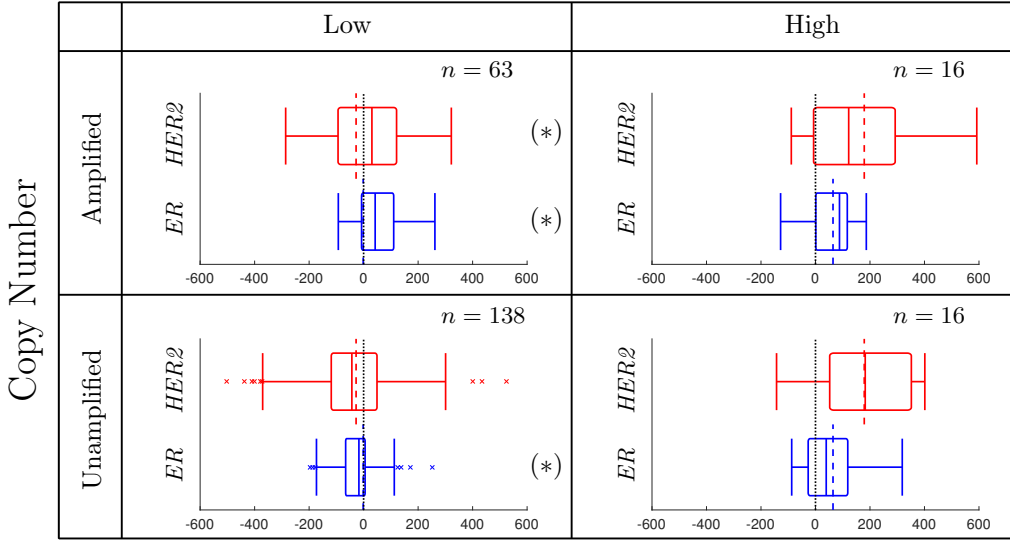 Low
High
Copy Number
Amplified
n = 63
HER2
(*)
ER
(*)
-600 -400 -200 0 200 400 600
n = 16
HER2
ER
-600 -400 -200 0 200 400 600
Unamplified
n = 138
HER2
ER
(*)
-600 -400 -200 0 200 400 600
n = 16
HER2
ER
-600 -400 -200 0 200 400 600